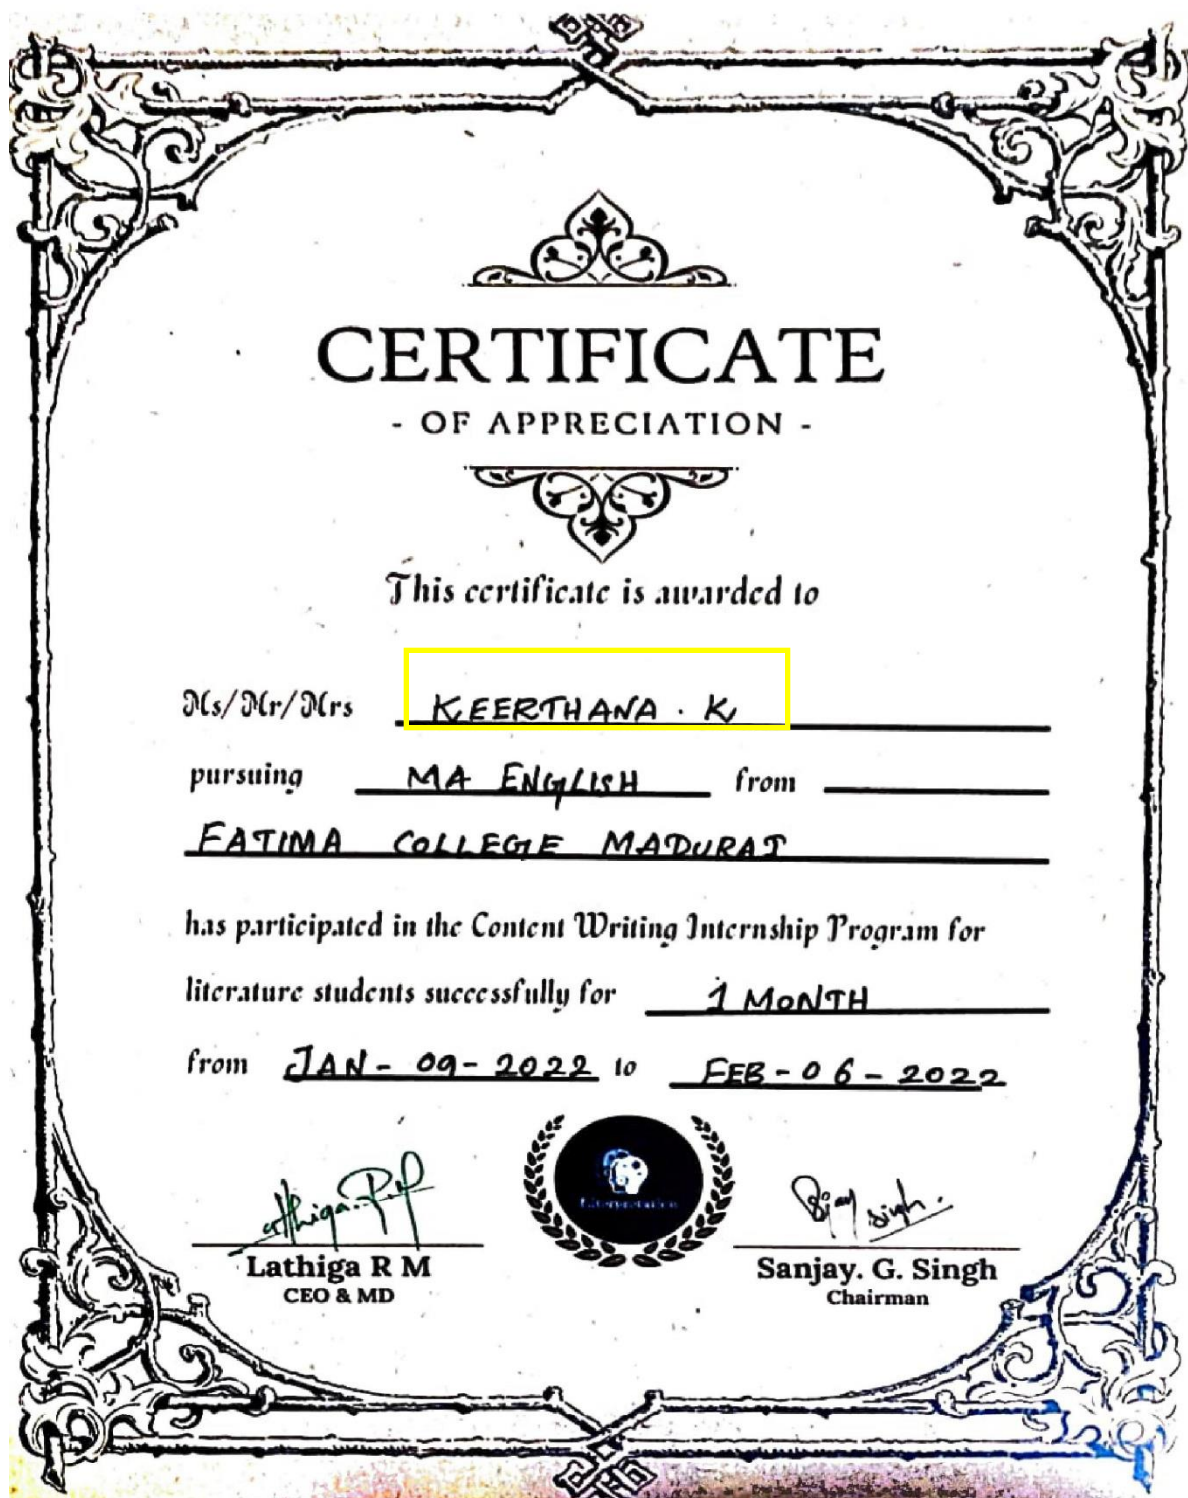 CERTIFICATE
- OF APPRECIATION -
This certificate is awarded to
Ms/Mr/Mrs KEERTHANA . K
pursuing MA ENGLISH from
FATIMA COLLEGE MADURAI
has participated in the Content Writing Internship Program for
literature students successfully for 1 MONTH
from JAN - 09 - 2022 to FEB - 06 - 2022
Lathiga R M
CEO & MD
Sanjay. G. Singh
Chairman